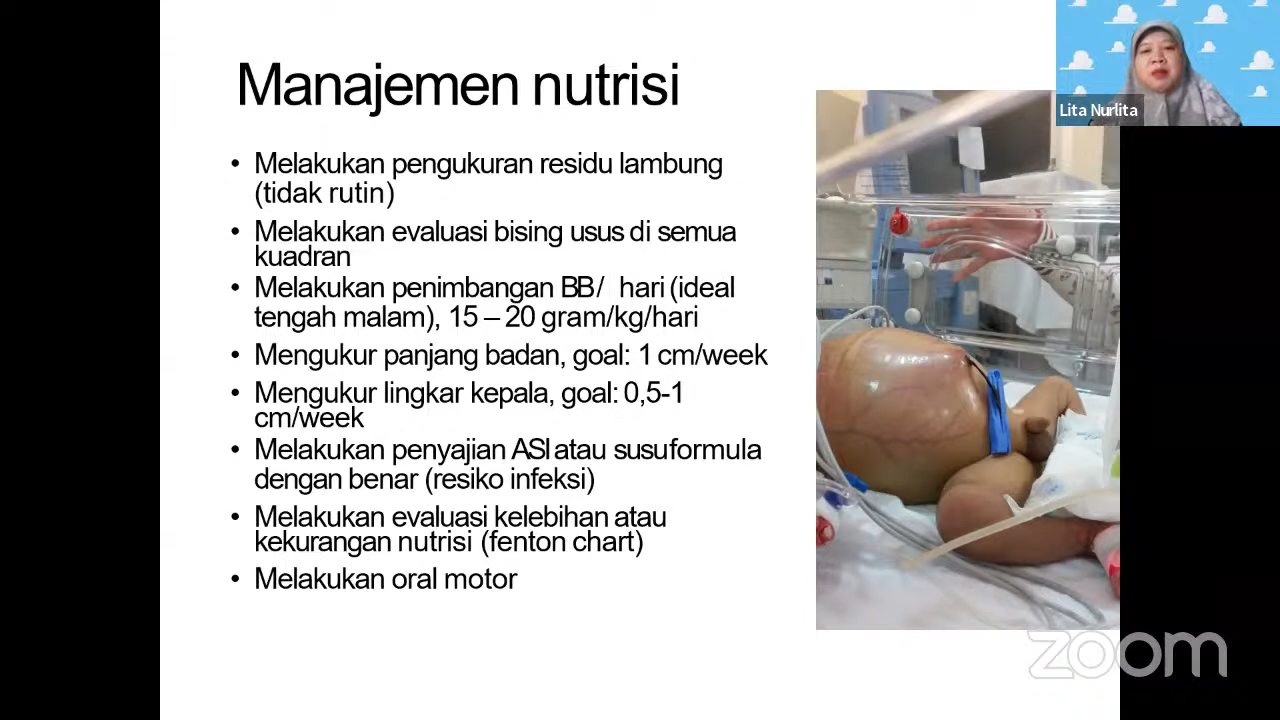 Manajemen nutrisi
• Melakukan pengukuran residu lambung
(tidak rutin)
• Melakukan evaluasi bising usus di semua
kuadran
• Melakukan penimbangan BB/ hari (ideal
tengah malam), 15 – 20 gram/kg/hari
• Mengukur panjang badan, goal: 1 cm/week
• Mengukur lingkar kepala, goal: 0,5-1
cm/week
• Melakukan penyajian ASI atau susuformula
dengan benar (resiko infeksi)
• Melakukan evaluasi kelebihan atau
kekurangan nutrisi (fenton chart)
• Melakukan oral motor
Lita Nurlita
zoom